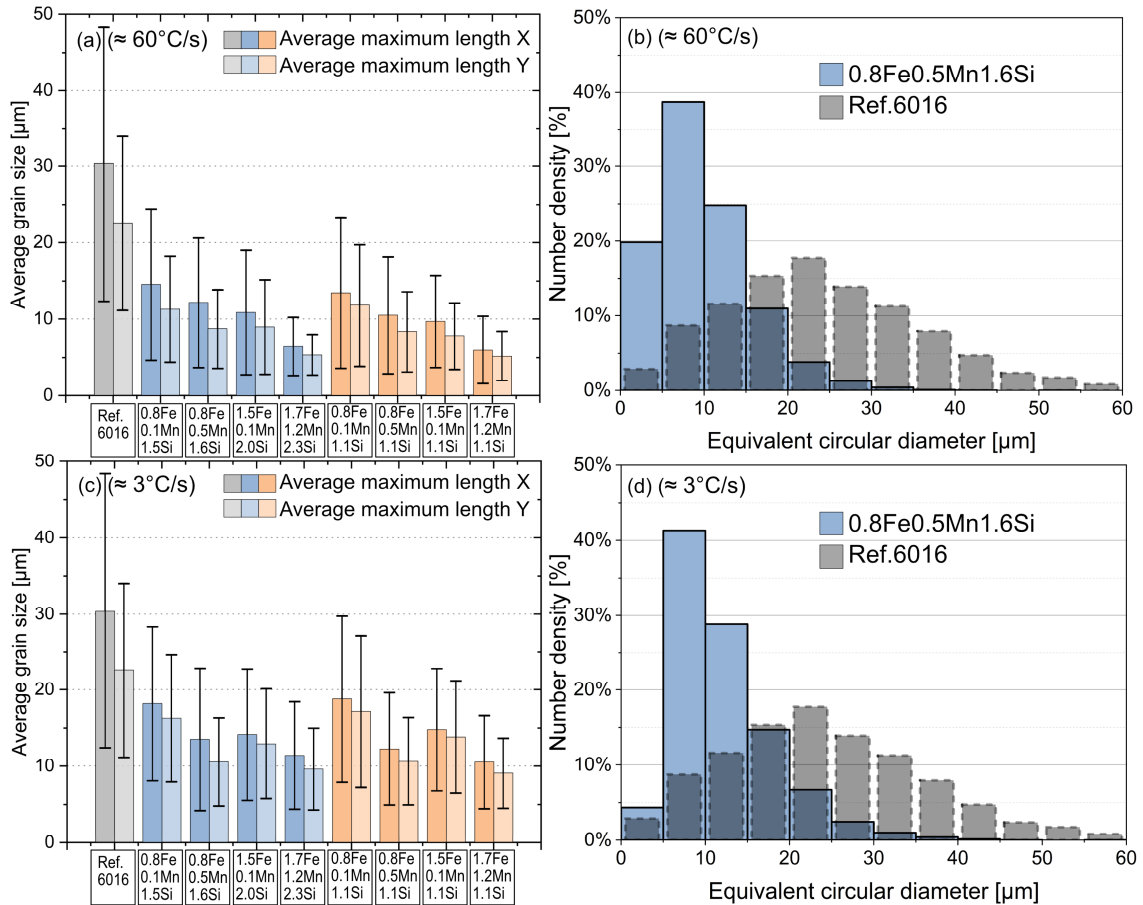 (a) (≈ 60°C/s)
Average maximum length X
Average maximum length Y
Average grain size [µm]
50
40
30
20
10
0
Ref.
6016
0.8Fe
0.1Mn
1.5Si
0.8Fe
0.5Mn
1.6Si
1.5Fe
0.1Mn
2.0Si
1.7Fe
1.2Mn
2.3Si
0.8Fe
0.1Mn
1.1Si
0.8Fe
0.5Mn
1.1Si
1.5Fe
0.1Mn
1.1Si
1.7Fe
1.2Mn
1.1Si
(b) (≈ 60°C/s)
0.8Fe0.5Mn1.6Si
Ref.6016
Number density [%]
50%
40%
30%
20%
10%
0%
0
10
20
30
40
50
60
Equivalent circular diameter [µm]
(c) (≈ 3°C/s)
Average maximum length X
Average maximum length Y
Average grain size [µm]
50
40
30
20
10
0
Ref.
6016
0.8Fe
0.1Mn
1.5Si
0.8Fe
0.5Mn
1.6Si
1.5Fe
0.1Mn
2.0Si
1.7Fe
1.2Mn
2.3Si
0.8Fe
0.1Mn
1.1Si
0.8Fe
0.5Mn
1.1Si
1.5Fe
0.1Mn
1.1Si
1.7Fe
1.2Mn
1.1Si
(d) (≈ 3°C/s)
0.8Fe0.5Mn1.6Si
Ref.6016
Number density [%]
50%
40%
30%
20%
10%
0%
0
10
20
30
40
50
60
Equivalent circular diameter [µm]